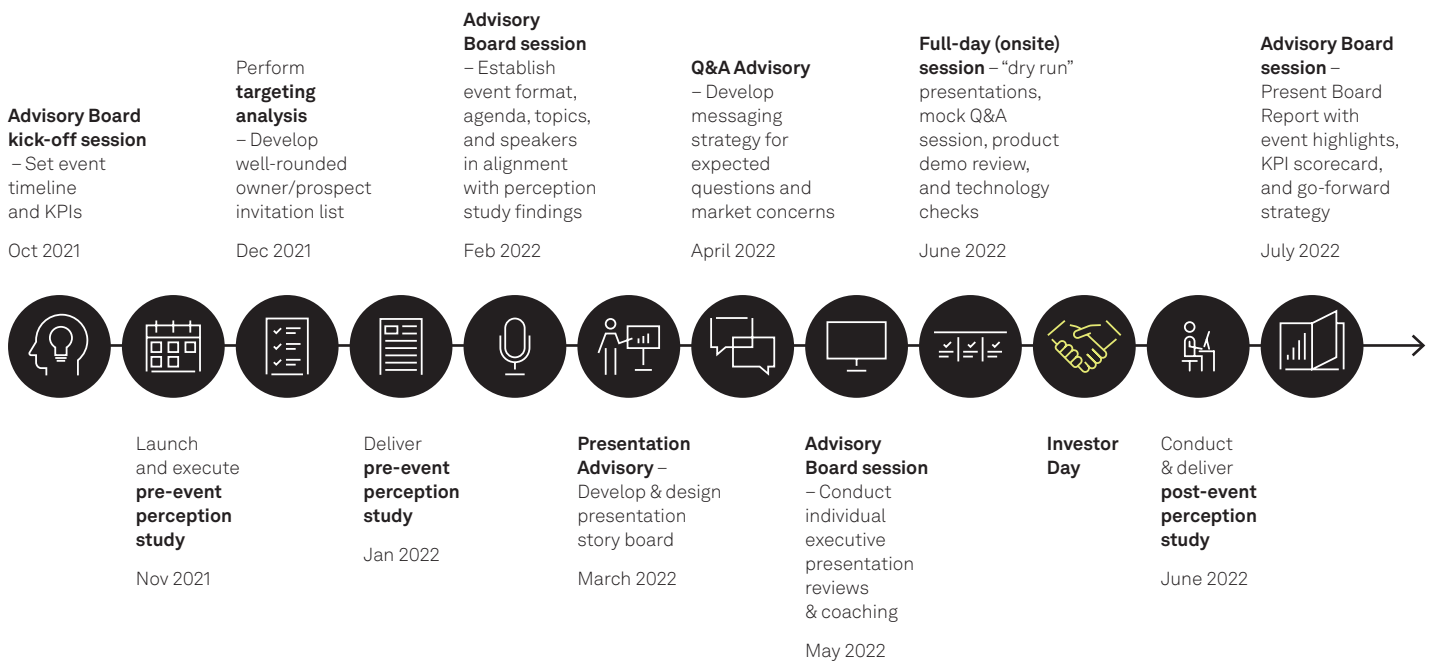 Advisory Board
kick-off session
– Set event
timeline
and KPIs
Oct 2021
Launch
and execute
pre-event
perception
study
Nov 2021
Perform
targeting
analysis
– Develop
well-rounded
owner/prospect
invitation list
Dec 2021
Deliver
pre-event
perception
study
Jan 2022
Advisory
Board session
– Establish
event format,
agenda, topics,
and speakers
in alignment
with perception
study findings
Feb 2022
Presentation
Advisory –
Develop & design
presentation
story board
March 2022
Q&A Advisory
– Develop
messaging
strategy for
expected
questions and
market concerns
April 2022
Advisory
Board session
– Conduct
individual
executive
presentation
reviews
& coaching
May 2022
Full-day (onsite)
session – “dry run”
presentations,
mock Q&A
session, product
demo review,
and technology
checks
June 2022
Investor
Day
Conduct
& deliver
post-event
perception
study
June 2022
Advisory Board
session –
Present Board
Report with
event highlights,
KPI scorecard,
and go-forward
strategy
July 2022